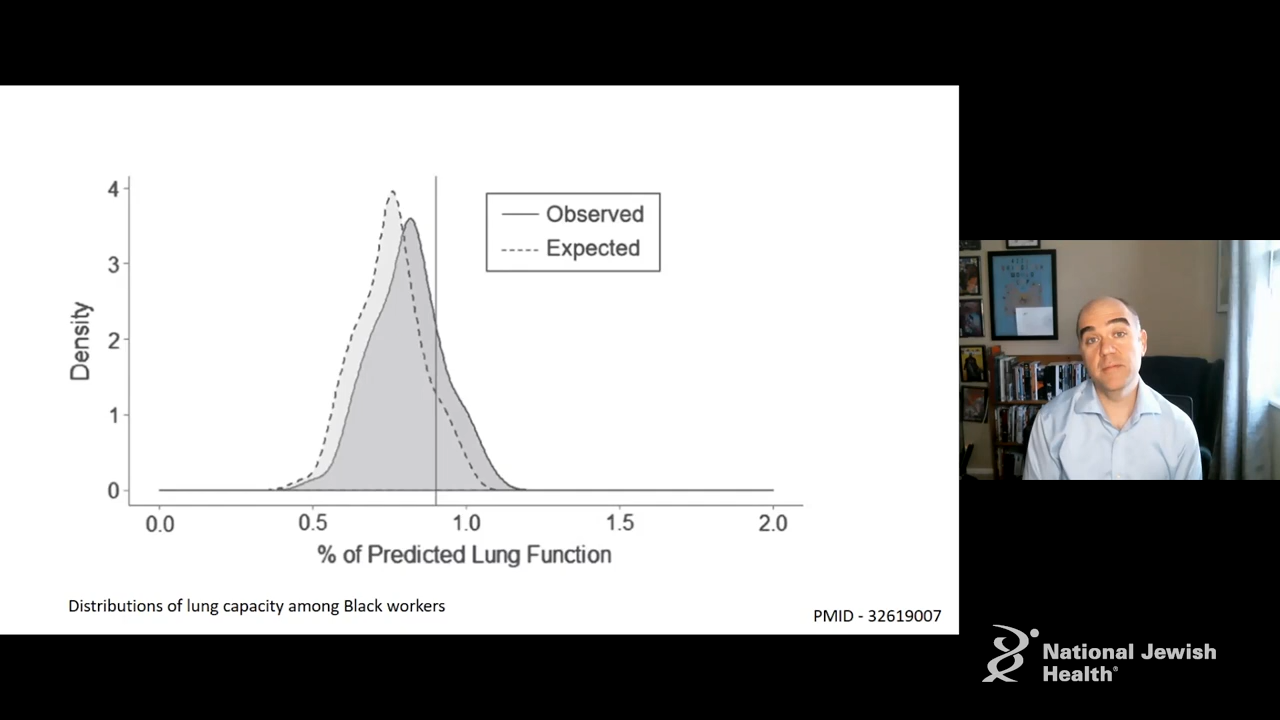 4
3
2
1
0
Density
Observed
Expected
0.0 0.5 1.0 1.5 2.0
% of Predicted Lung Function
Distributions of lung capacity among Black workers
PMID - 32619007
National Jewish
Health®